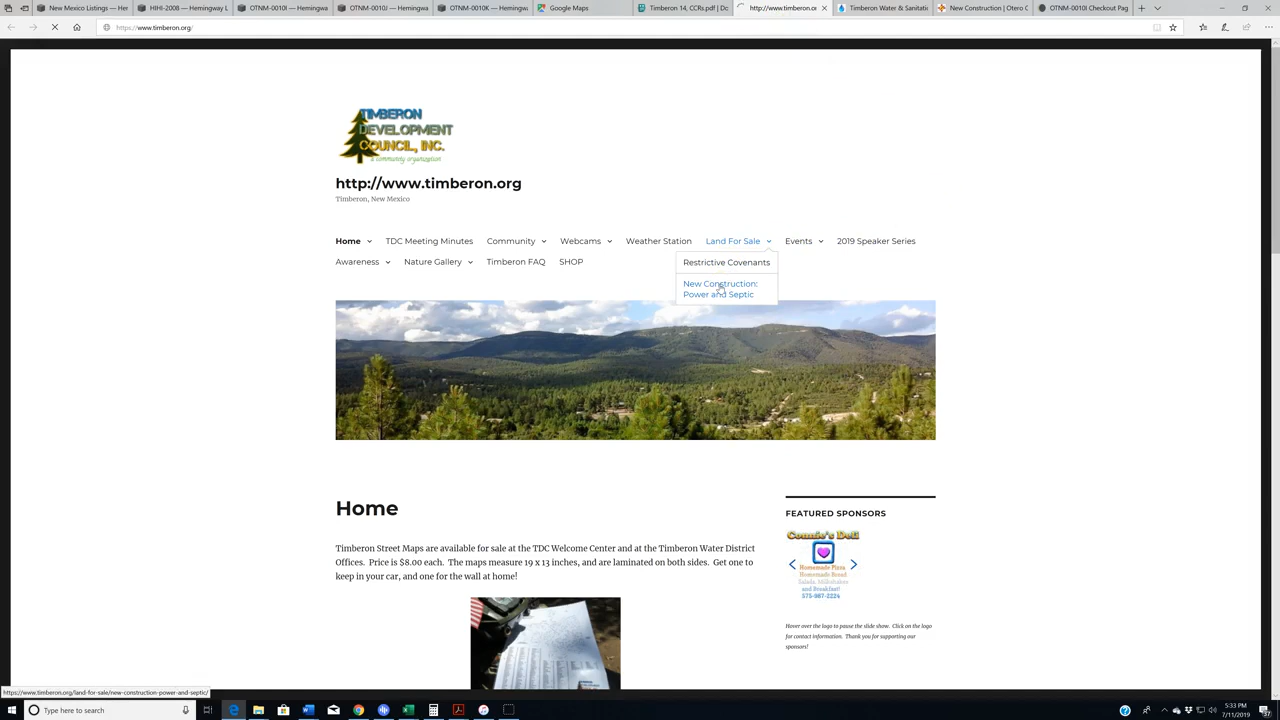 New Mexico Listings — Her
HIHI-2008 — Hemingway L
OTNM-0010I — Hemingwa
OTNM-0010J — Hemingwa
OTNM-0010K — Hemingwa
Google Maps
Timberon 14, CCRs.pdf | Dc
http://www.timberon.or
Timberon Water & Sanitati
New Construction | Otero C
OTNM-0010I Checkout Pag
https://www.timberon.org/
TIMBERON
DEVELOPMENT
COUNCIL, INC.
a community organization
http://www.timberon.org
Timberon, New Mexico
Home TDC Meeting Minutes Community Webcams Weather Station Land For Sale Events 2019 Speaker Series
Awareness Nature Gallery Timberon FAQ SHOP
Restrictive Covenants
New Construction:
Power and Septic
Home
Timberon Street Maps are available for sale at the TDC Welcome Center and at the Timberon Water District
Offices. Price is $8.00 each. The maps measure 19 x 13 inches, and are laminated on both sides. Get one to
keep in your car, and one for the wall at home!
FEATURED SPONSORS
Connie's Deli
Homemade Pizza
Homemade Bread
Salads, Milkshakes
and Breakfast!
575-987-2224
Hover over the logo to pause the slide show. Click on the logo
for contact information. Thank you for supporting our
sponsors!
https://www.timberon.org/land-for-sale/new-construction-power-and-septic/
Type here to search
5:33 PM
7/11/2019